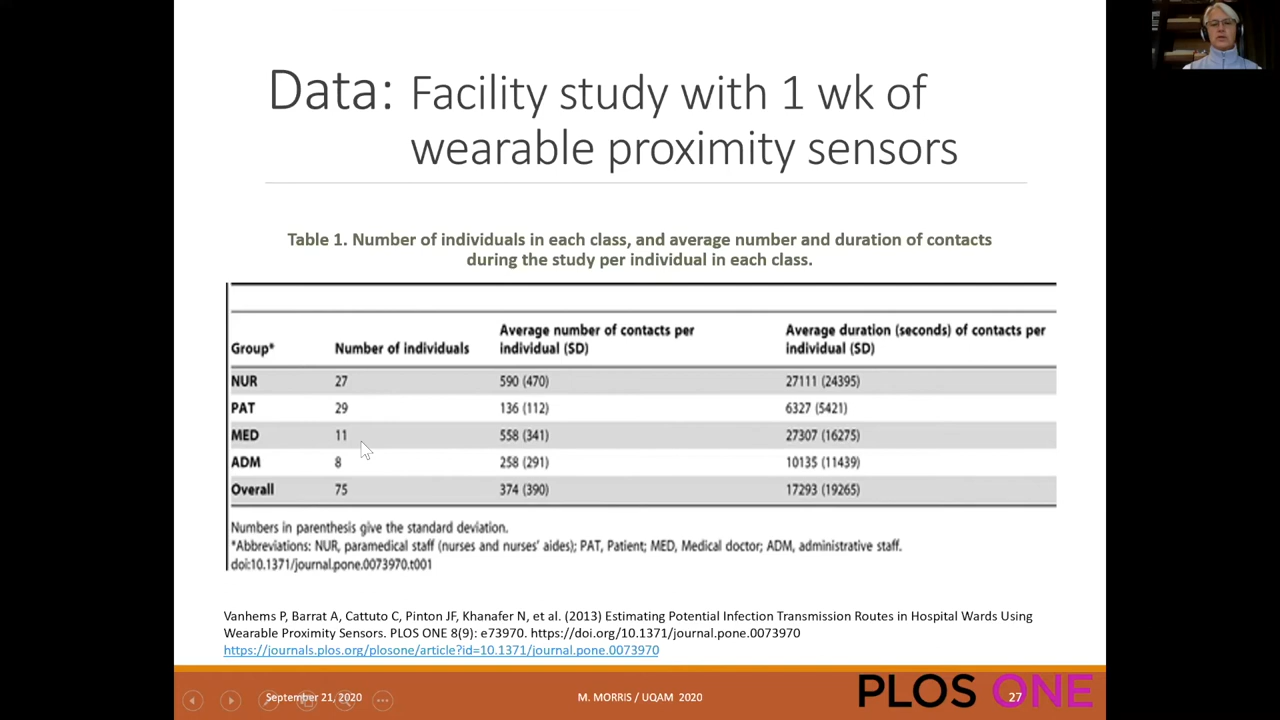 Data: Facility study with 1 wk of
wearable proximity sensors
Table 1. Number of individuals in each class, and average number and duration of contacts
during the study per individual in each class.
Group* Number of individuals Average number of contacts per individual (SD) Average duration (seconds) of contacts per individual (SD)
NUR 27 590 (470) 27111 (24395)
PAT 29 136 (112) 6327 (5421)
MED 11 558 (341) 27307 (16275)
ADM 8 258 (291) 10135 (11439)
Overall 75 374 (390) 17293 (19265)
Numbers in parenthesis give the standard deviation.
*Abbreviations: NUR, paramedical staff (nurses and nurses' aides); PAT, Patient; MED, Medical doctor; ADM, administrative staff.
doi:10.1371/journal.pone.0073970.t001
Vanhems P, Barrat A, Cattuto C, Pinton JF, Khanafer N, et al. (2013) Estimating Potential Infection Transmission Routes in Hospital Wards Using
Wearable Proximity Sensors. PLOS ONE 8(9): e73970. https://doi.org/10.1371/journal.pone.0073970
https://journals.plos.org/plosone/article?id=10.1371/journal.pone.0073970
September 21, 2020 M. MORRIS / UQAM 2020 PLOS ONE 27